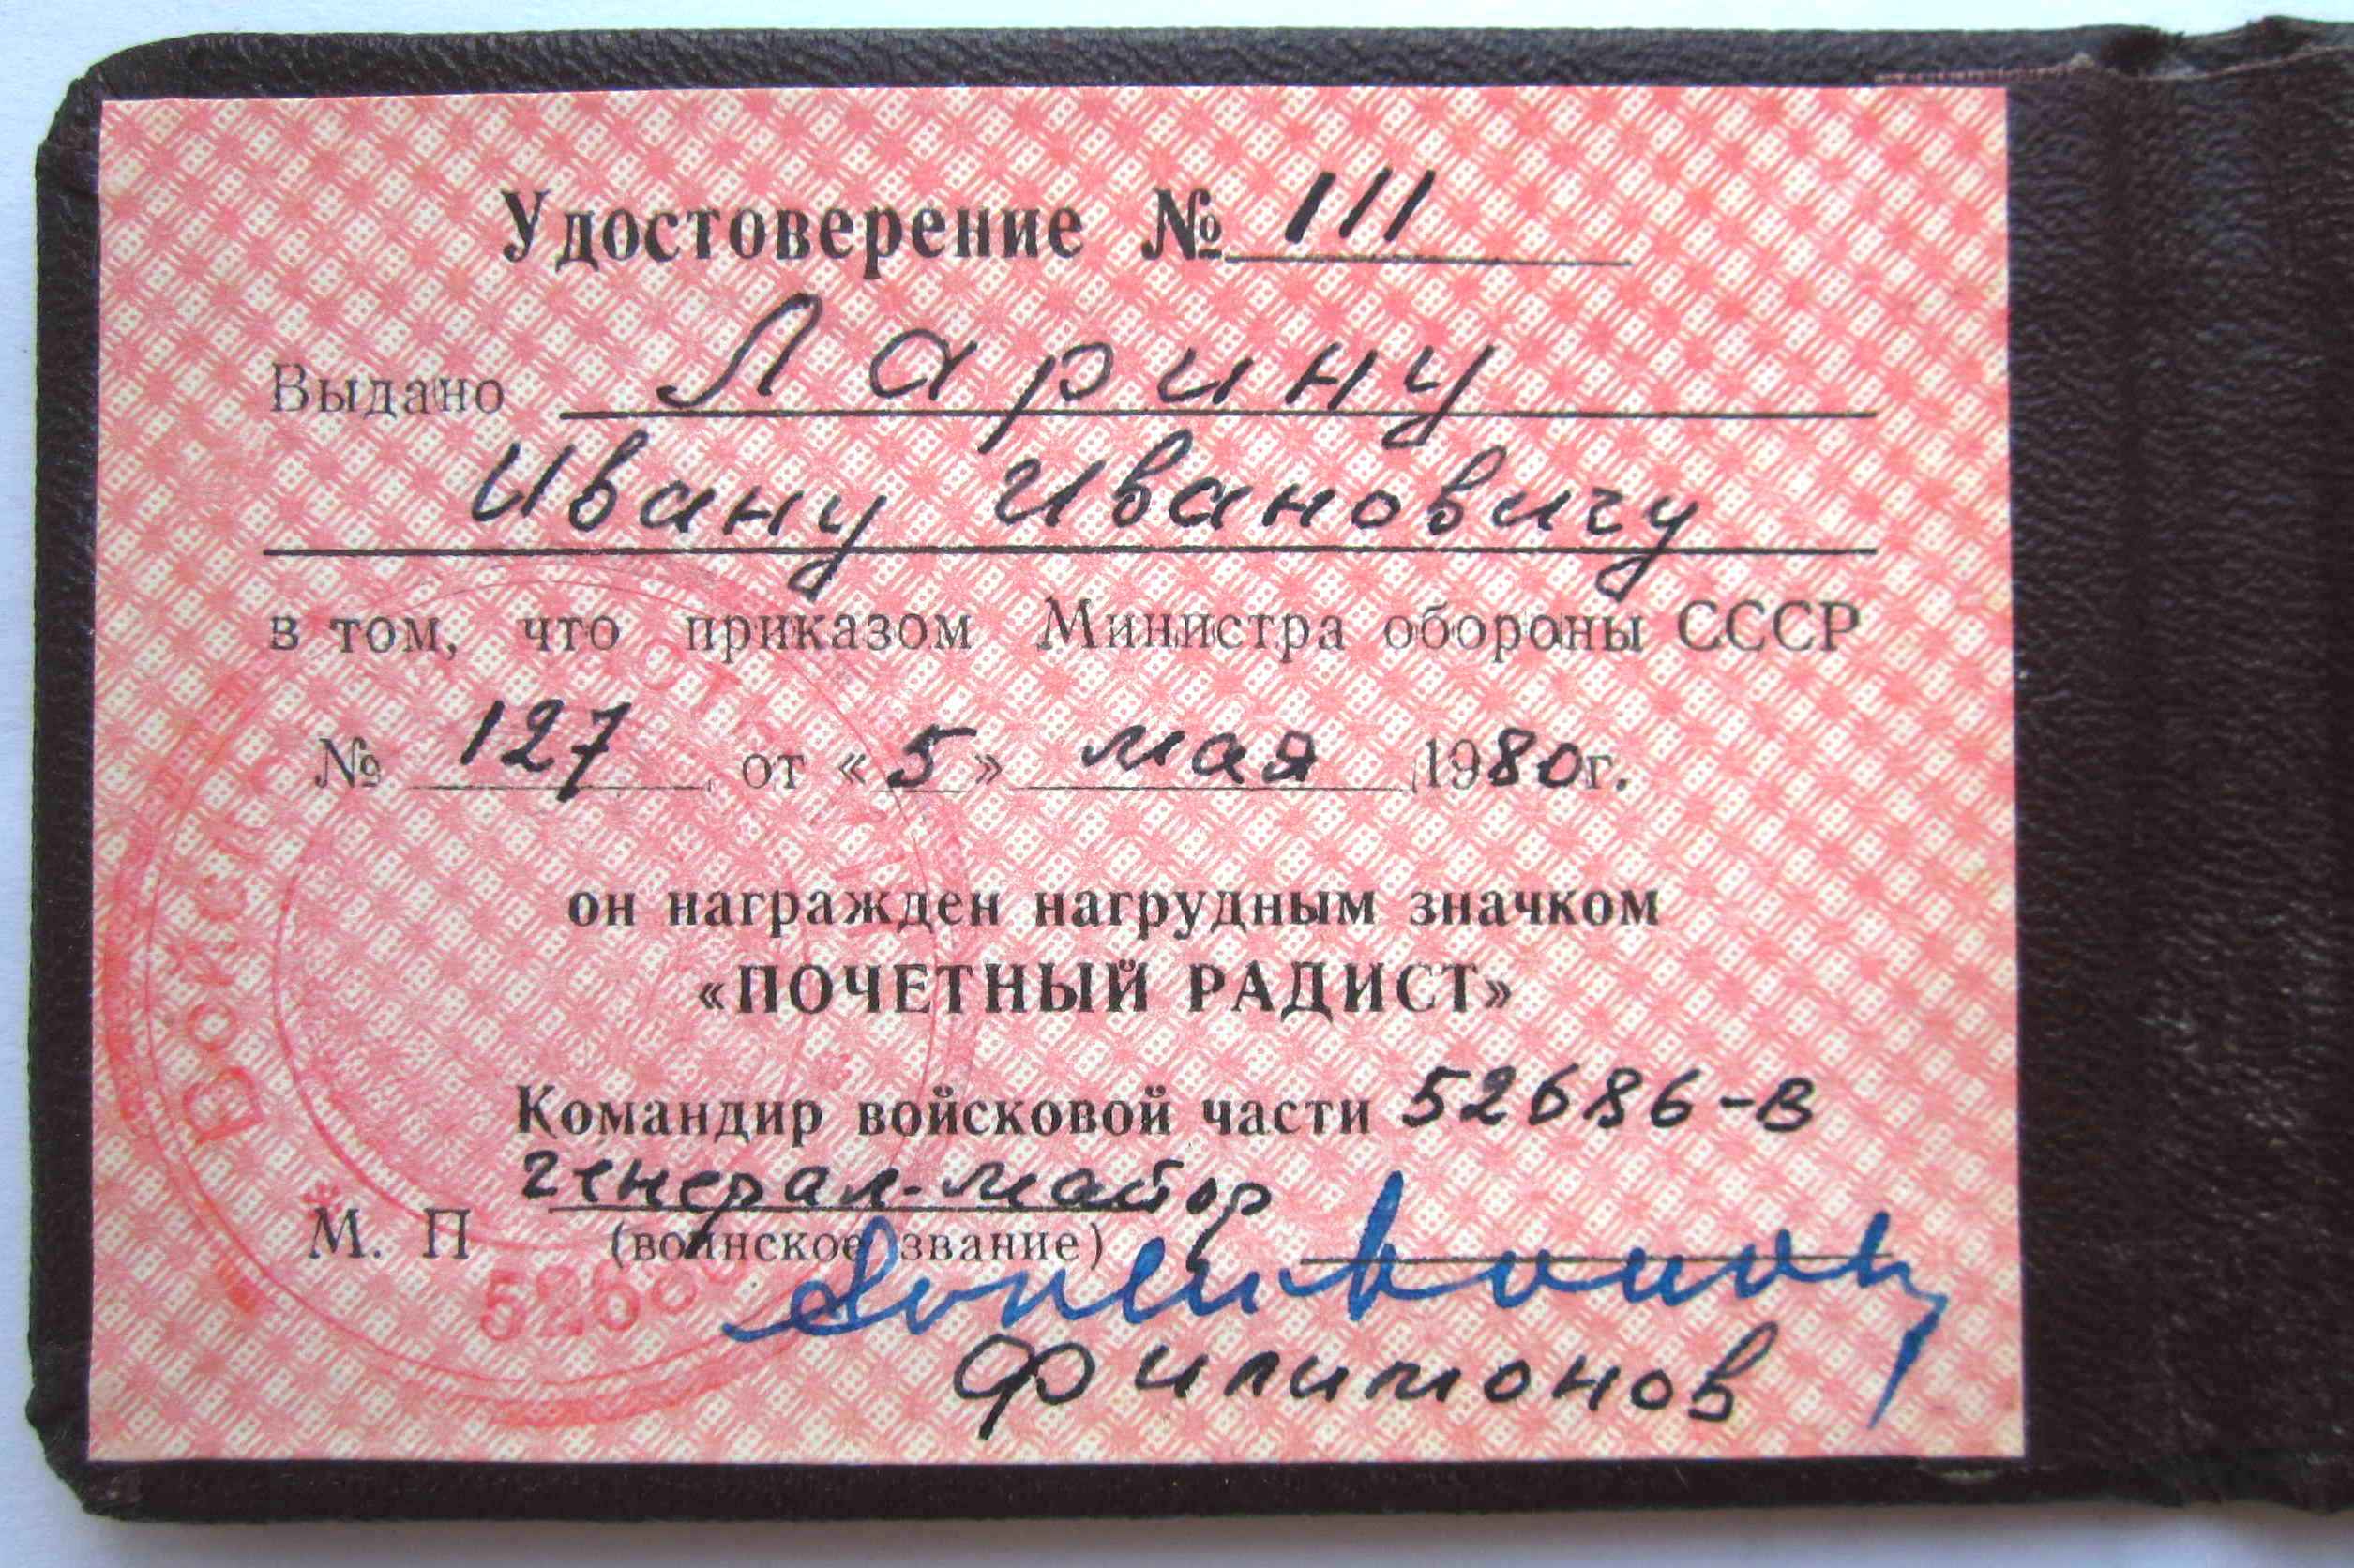 Удостоверение № 111
Выдано Ларину
Ивану Ивановичу
в том, что приказом Министра обороны СССР
№ 127 от «5» мая 1980г.
он награжден нагрудным значком
«ПОЧЕТНЫЙ РАДИСТ»
Командир войсковой части 52686-В
генерал-майор
М. П (воинское звание)
Филимонов